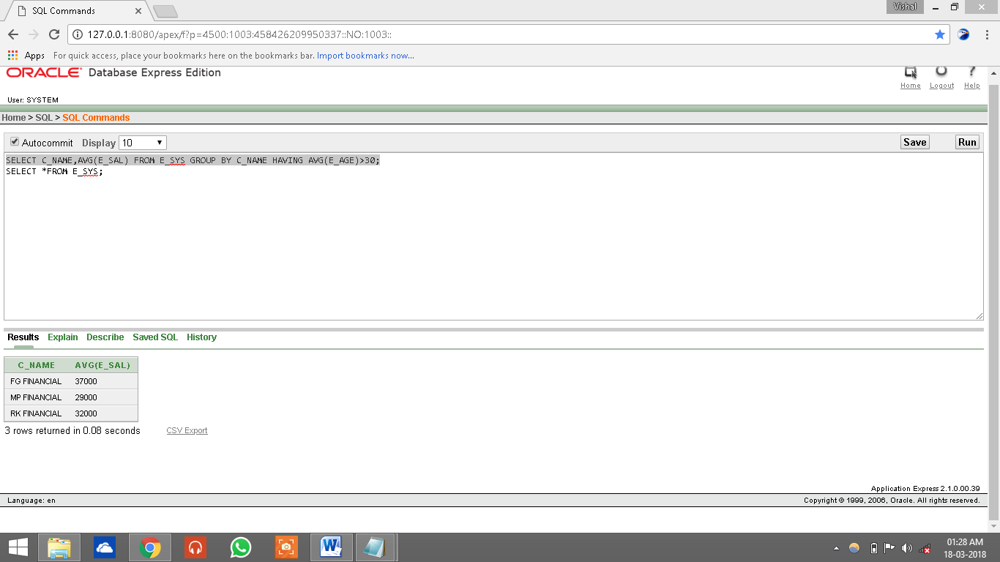 SQL Commands
Vishal
127.0.0.1:8080/apex/f?p=4500:1003:458426209950337::NO:1003::
Apps For quick access, place your bookmarks here on the bookmarks bar. Import bookmarks now...
ORACLE® Database Express Edition
Home Logout Help
User: SYSTEM
Home > SQL > SQL Commands
Autocommit Display 10 Save Run
SELECT C_NAME,AVG(E_SAL) FROM E_SYS GROUP BY C_NAME HAVING AVG(E_AGE)>30;
SELECT *FROM E_SYS;
Results Explain Describe Saved SQL History
C_NAME AVG(E_SAL)
FG FINANCIAL 37000
MP FINANCIAL 29000
RK FINANCIAL 32000
3 rows returned in 0.08 seconds CSV Export
Application Express 2.1.0.00.39
Language: en Copyright © 1999, 2006, Oracle. All rights reserved.
01:28 AM
18-03-2018